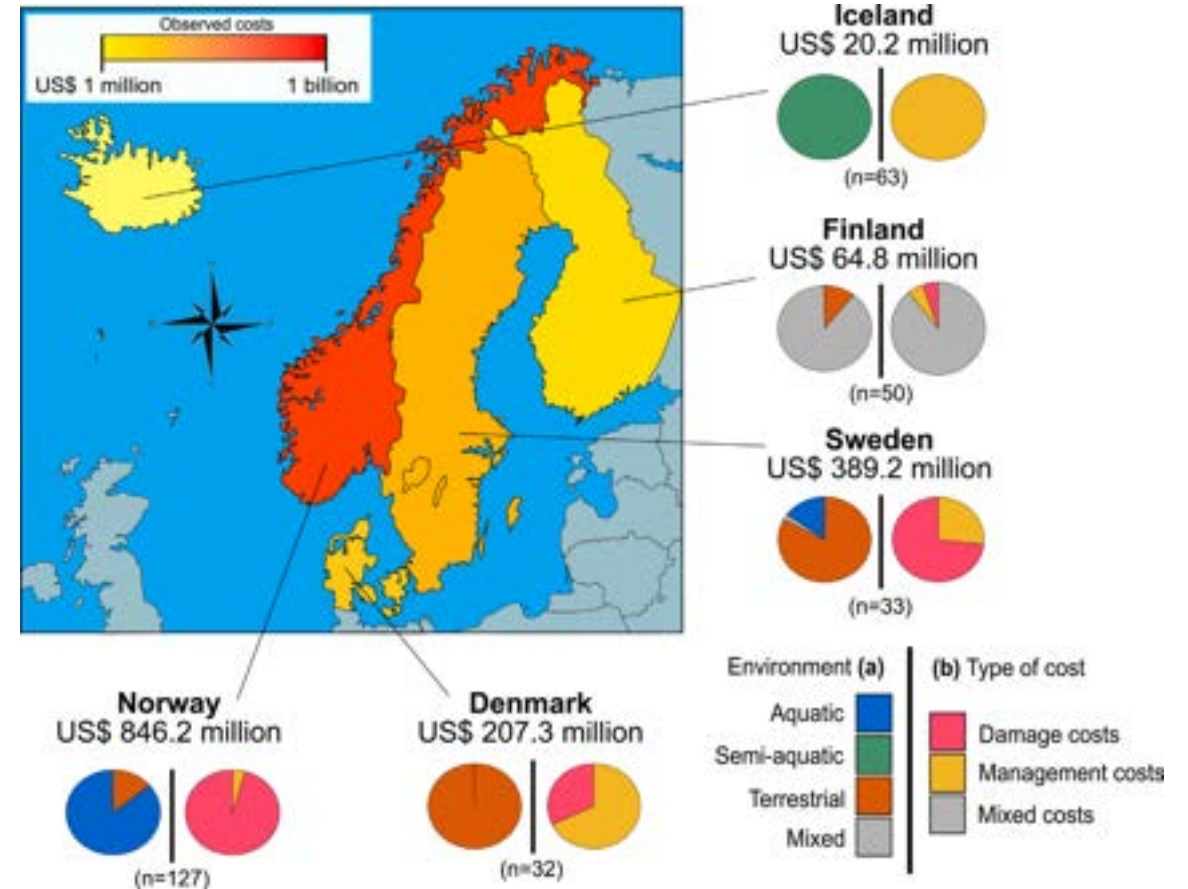 Observed costs
US$ 1 million 1 billion
Iceland
US$ 20.2 million
(n=63)
Finland
US$ 64.8 million
(n=50)
Sweden
US$ 389.2 million
(n=33)
Norway
US$ 846.2 million
(n=127)
Denmark
US$ 207.3 million
(n=32)
Environment (a) (b) Type of cost
Aquatic
Semi-aquatic
Terrestrial
Mixed
Damage costs
Management costs
Mixed costs